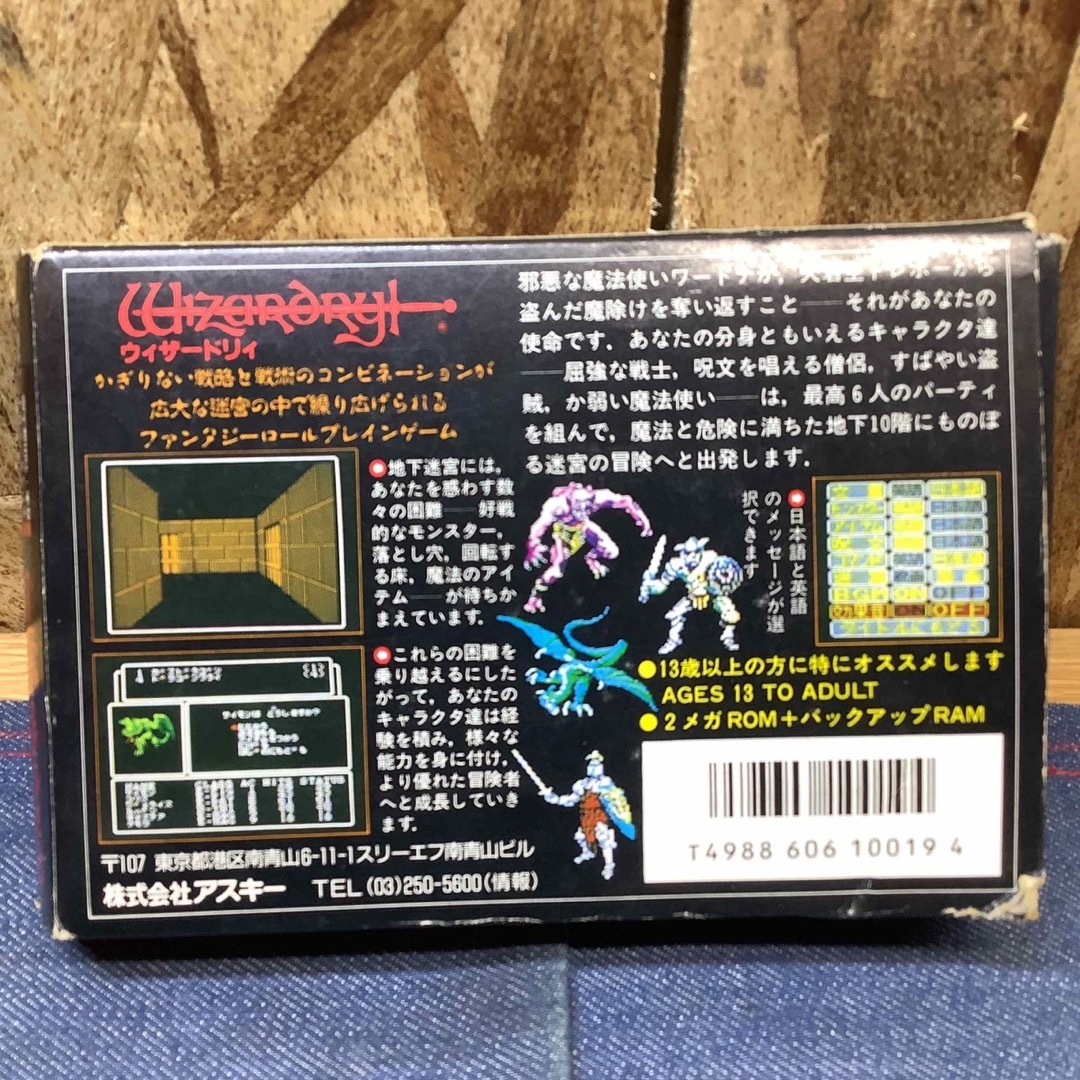 Wizardry
ウィザードリィ
かぎりない戦略と戦術のコンビネーションが
広大な迷宮の中で繰り広げられる
ファンタジーロールプレインゲーム
邪悪な魔法使いワードナが，大君主トレボーから
盗んだ魔除けを奪い返すこと――それがあなたの
使命です．あなたの分身ともいえるキャラクタ達
――屈強な戦士，呪文を唱える僧侶，すばやい盗
賊，か弱い魔法使い――は，最高6人のパーティ
を組んで，魔法と危険に満ちた地下10階にものぼ
る迷宮の冒険へと出発します．
地下迷宮には，
あなたを惑わす数
々の困難――好戦
的なモンスター，
落とし穴，回転す
る床，魔法のアイ
テム――が待ちか
まえています．
日本語と英語
のメッセージが選
択できます
これらの困難を
乗り越えるにした
がって，あなたの
キャラクタ達は経
験を積み，様々な
能力を身に付け，
より優れた冒険者
へと成長していき
ます．
AC HITS STATUS
BGM ON OFF
効果音 ON OFF
●13歳以上の方に特にオススメします
AGES 13 TO ADULT
●2メガROM＋バックアップRAM
T4988 606 10019 4
〒107 東京都港区南青山6-11-1スリーエフ南青山ビル
株式会社アスキー TEL (03)250-5600(情報)